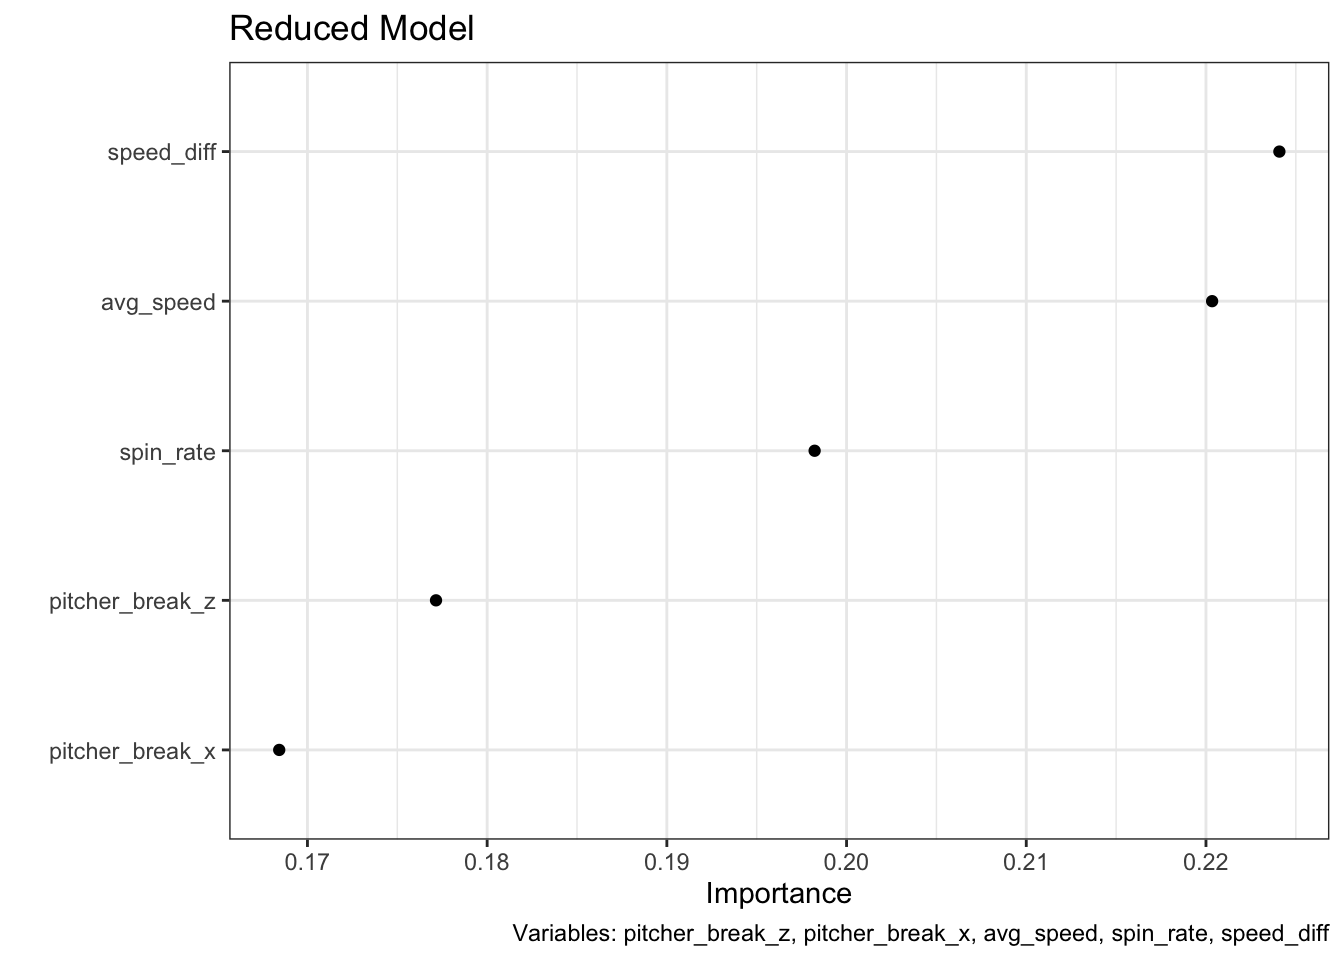 Reduced Model
speed_diff
avg_speed
spin_rate
pitcher_break_z
pitcher_break_x
0.17 0.18 0.19 0.20 0.21 0.22
Importance
Variables: pitcher_break_z, pitcher_break_x, avg_speed, spin_rate, speed_diff